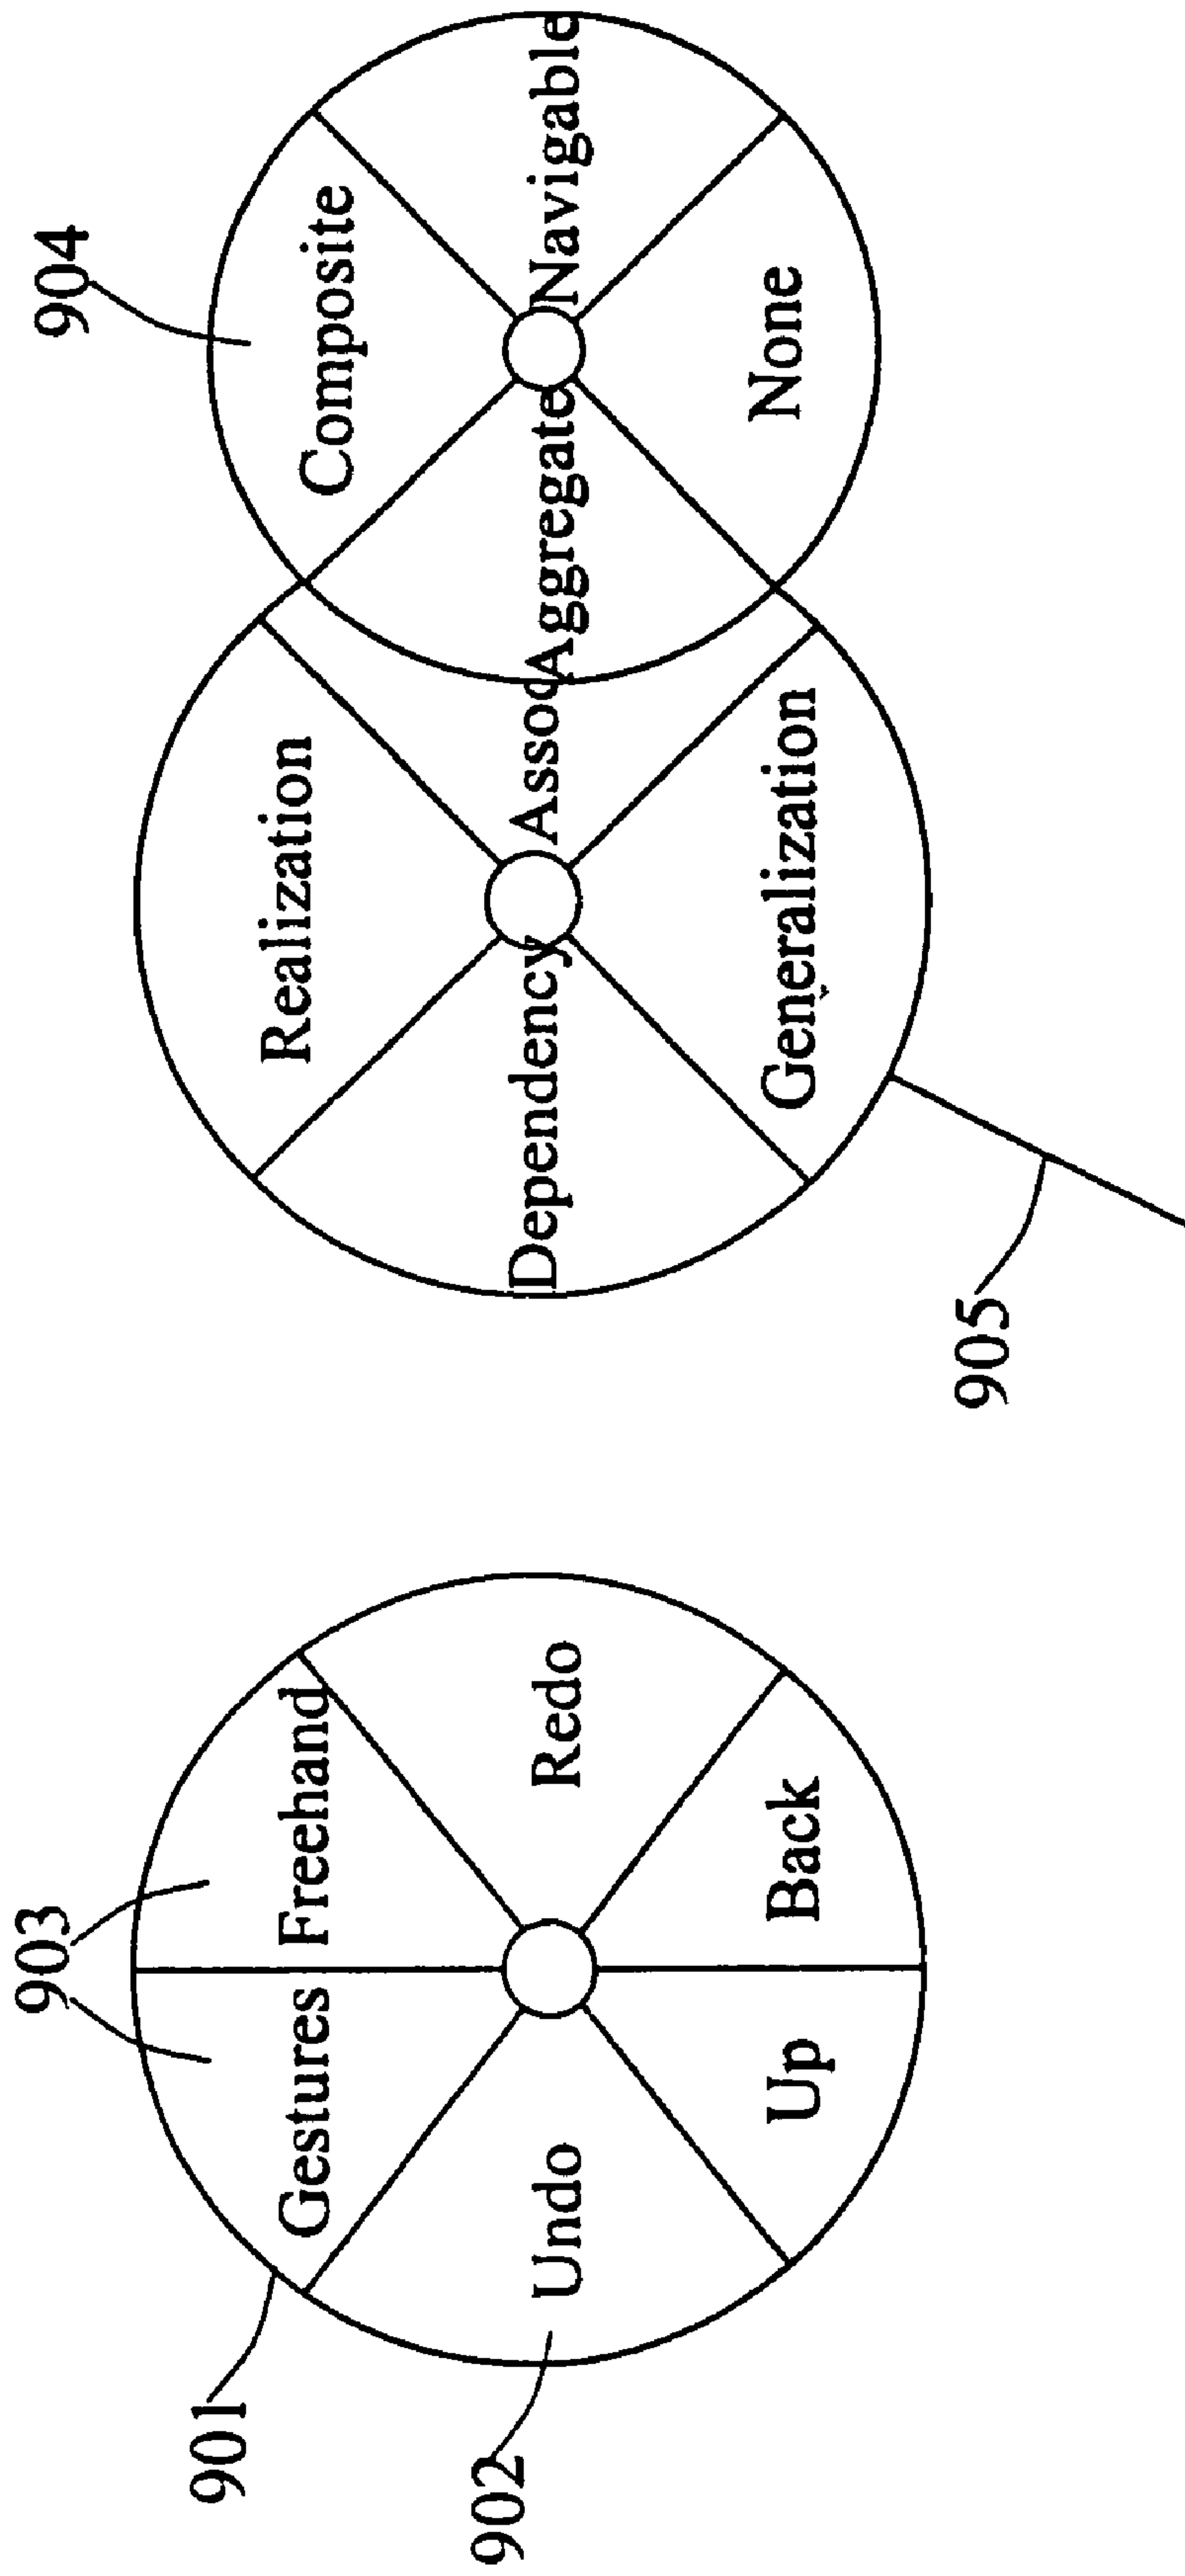 901
902
903
Gestures
Freehand
Undo
Redo
Up
Back
904
905
Realization
Dependency
Assoc
Generalization
Composite
Aggregate
Navigable
None